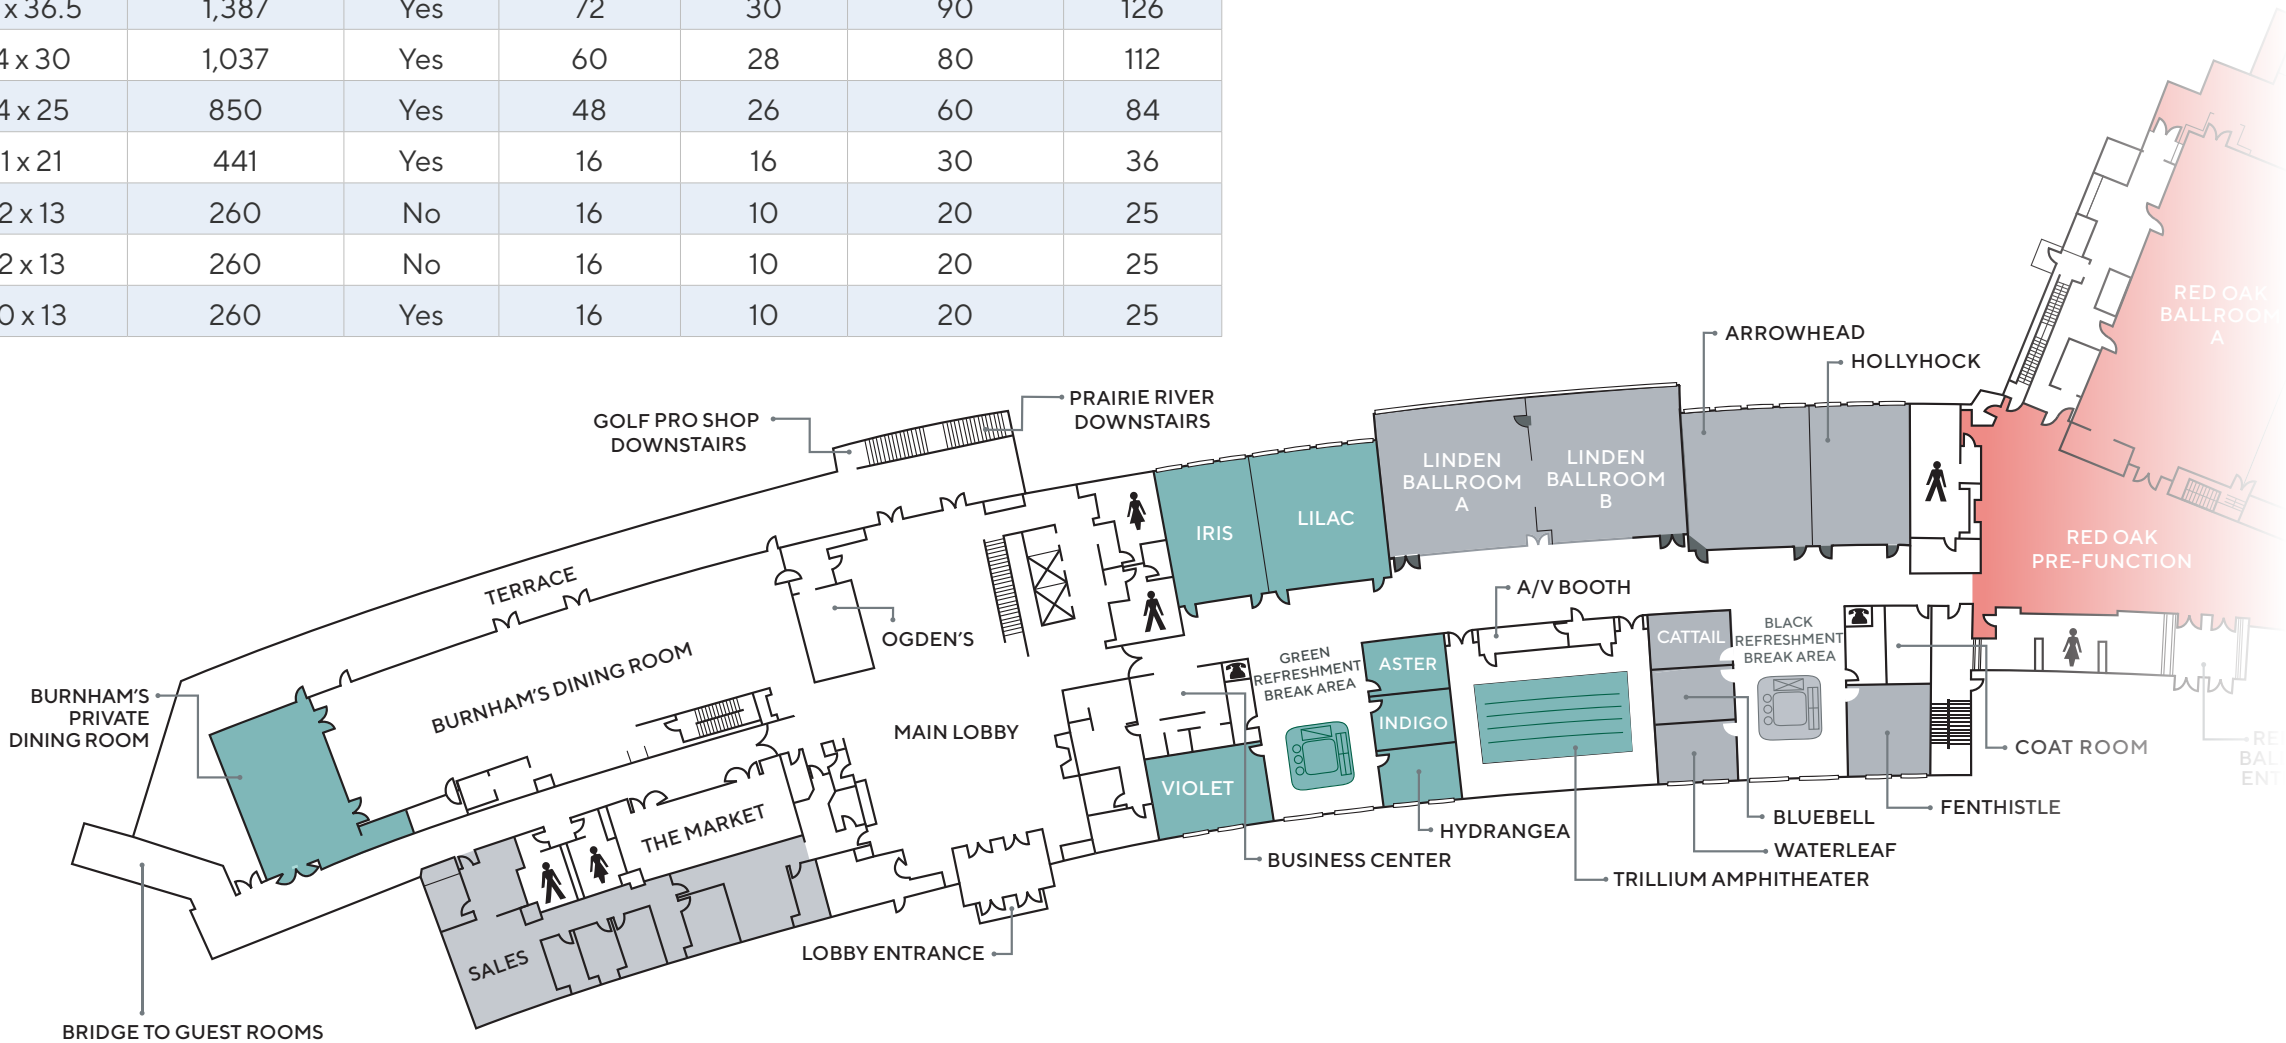 x 36.5 1,387 Yes 72 30 90 126
4 x 30 1,037 Yes 60 28 80 112
4 x 25 850 Yes 48 26 60 84
1 x 21 441 Yes 16 16 30 36
2 x 13 260 No 16 10 20 25
2 x 13 260 No 16 10 20 25
0 x 13 260 Yes 16 10 20 25
RED OAK
BALLROOM
A
ARROWHEAD
HOLLYHOCK
PRAIRIE RIVER
DOWNSTAIRS
GOLF PRO SHOP
DOWNSTAIRS
LINDEN
BALLROOM
A
LINDEN
BALLROOM
B
IRIS
LILAC
RED OAK
PRE-FUNCTION
TERRACE
A/V BOOTH
OGDEN'S
BURNHAM'S DINING ROOM
GREEN
REFRESHMENT
BREAK AREA
ASTER
INDIGO
CATTAIL
BLACK
REFRESHMENT
BREAK AREA
BURNHAM'S
PRIVATE
DINING ROOM
MAIN LOBBY
COAT ROOM
RE
BAL
ENT
VIOLET
THE MARKET
FENTHISTLE
BLUEBELL
HYDRANGEA
WATERLEAF
BUSINESS CENTER
TRILLIUM AMPHITHEATER
LOBBY ENTRANCE
SALES
BRIDGE TO GUEST ROOMS